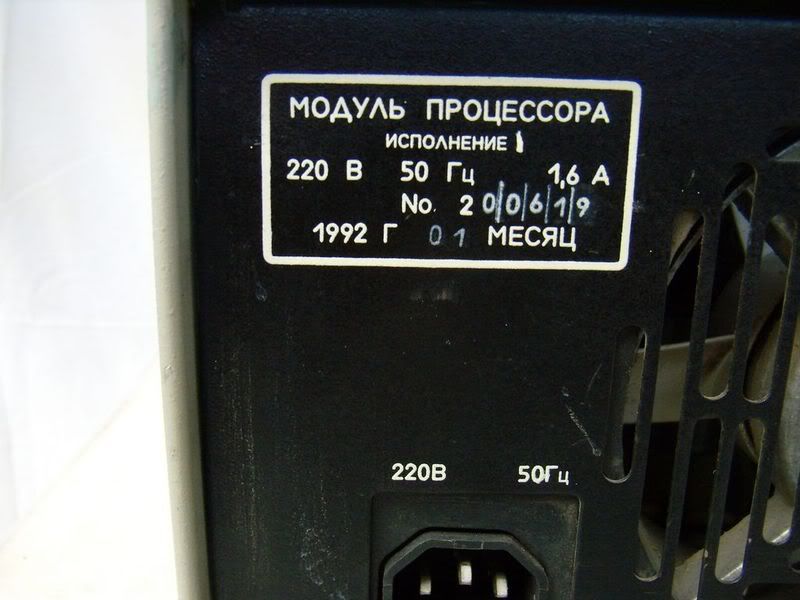 МОДУЛЬ ПРОЦЕССОРА
ИСПОЛНЕНИЕ 1
220 В 50 Гц 1,6 А
No. 2 0 0 6 1 9
1992 Г 01 МЕСЯЦ
220В 50Гц